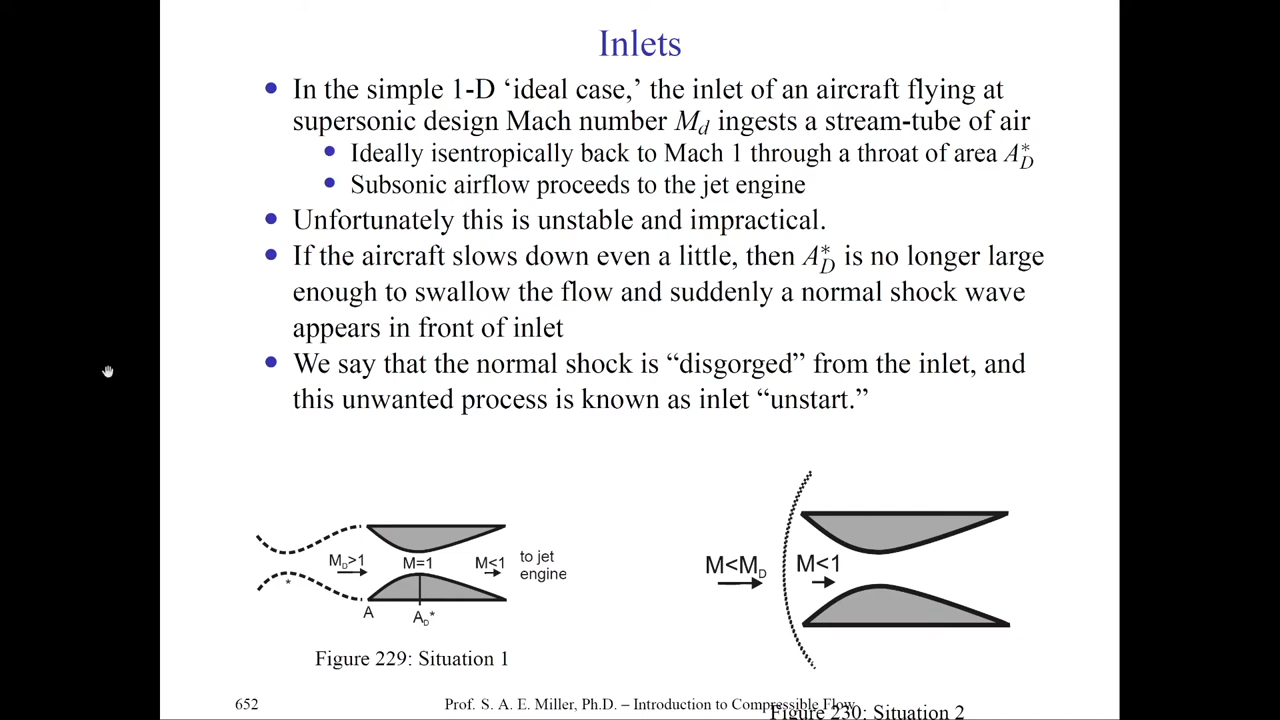 Inlets
• In the simple 1-D ‘ideal case,’ the inlet of an aircraft flying at
supersonic design Mach number M_d ingests a stream-tube of air
• Ideally isentropically back to Mach 1 through a throat of area A*_D
• Subsonic airflow proceeds to the jet engine
• Unfortunately this is unstable and impractical.
• If the aircraft slows down even a little, then A*_D is no longer large
enough to swallow the flow and suddenly a normal shock wave
appears in front of inlet
• We say that the normal shock is “disgorged” from the inlet, and
this unwanted process is known as inlet “unstart.”
*
M_D>1
M=1
M<1
to jet
engine
A
A_D*
Figure 229: Situation 1
M<M_D
M<1
Figure 230: Situation 2
652
Prof. S. A. E. Miller, Ph.D. – Introduction to Compressible Flow